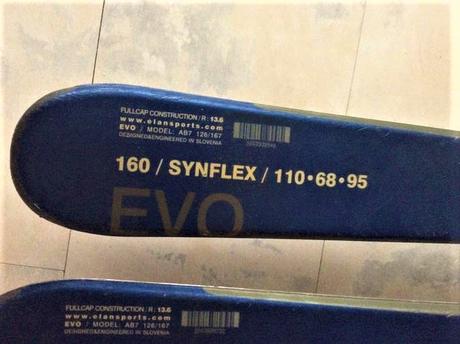 FULLCAP CONSTRUCTION / R: 13.6
www.elansports.com
EVO / MODEL: AB7 126/167
DESIGNED&ENGINEERED IN SLOVENIA
160 / SYNFLEX / 110•68•95
EVO
FULLCAP CONSTRUCTION / R: 13.6
www.elansports.com
EVO / MODEL: AB7 126/167
DESIGNED&ENGINEERED IN SLOVENIA